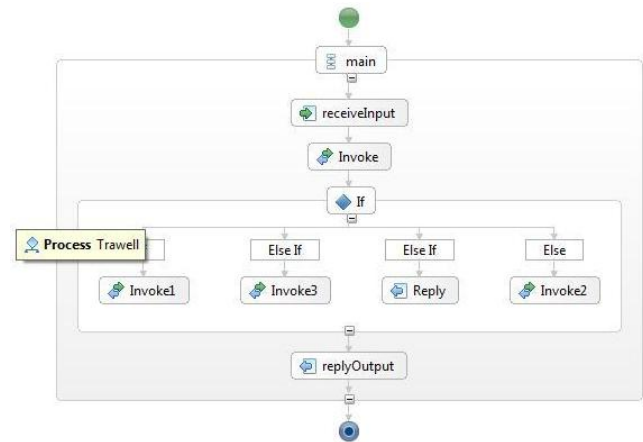 main
receiveInput
Invoke
If
Process Trawell
Else If
Else If
Else
Invoke1
Invoke3
Reply
Invoke2
replyOutput